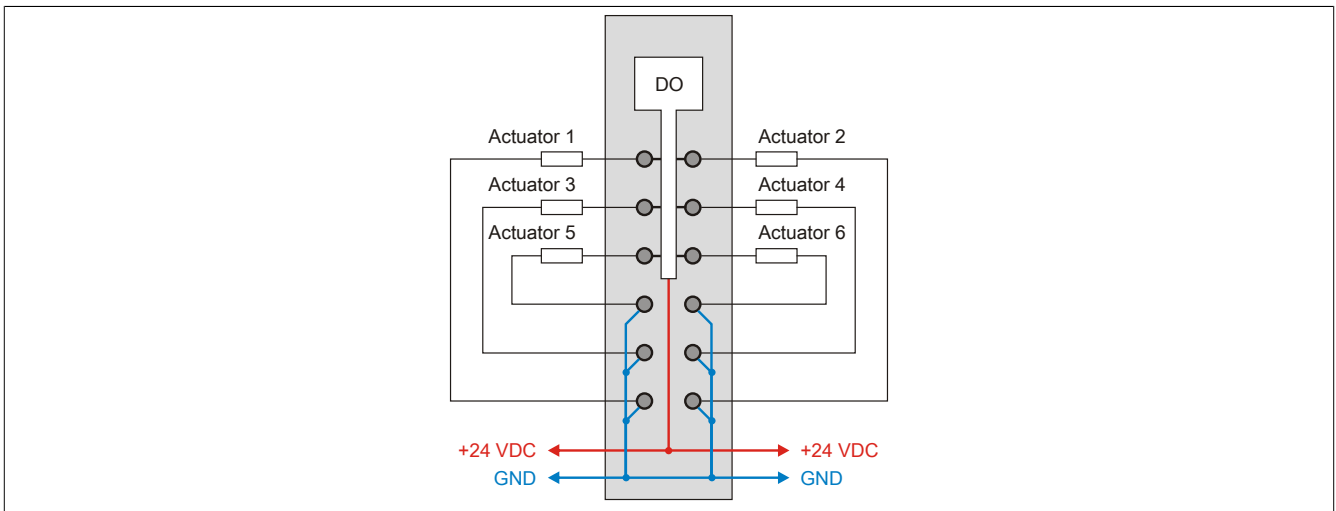 DO
Actuator 1
Actuator 2
Actuator 3
Actuator 4
Actuator 5
Actuator 6
+24 VDC
+24 VDC
GND
GND